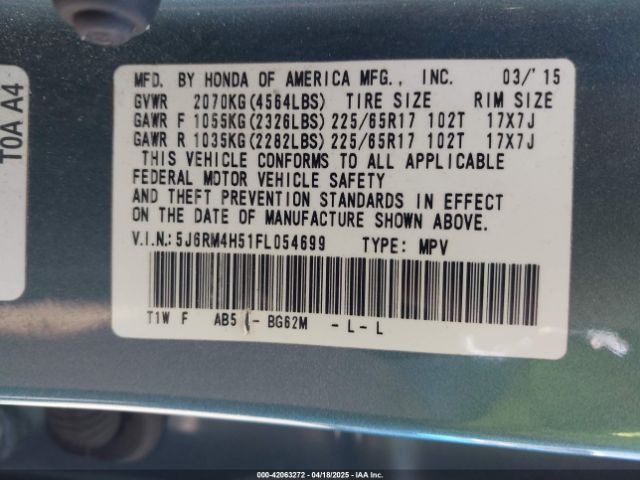 TOA A4
MFD. BY HONDA OF AMERICA MFG., INC. 03/'15
GVWR 2070KG(4564LBS) TIRE SIZE RIM SIZE
GAWR F 1055KG(2326LBS) 225/65R17 102T 17X7J
GAWR R 1035KG(2282LBS) 225/65R17 102T 17X7J
THIS VEHICLE CONFORMS TO ALL APPLICABLE
FEDERAL MOTOR VEHICLE SAFETY
AND THEFT PREVENTION STANDARDS IN EFFECT
ON THE DATE OF MANUFACTURE SHOWN ABOVE.
V.I.N.:5J6RM4H51FL054699 TYPE: MPV
T1W F AB5 - BG62M - L - L
000-42063272 - 04/18/2025 - IAA Inc.